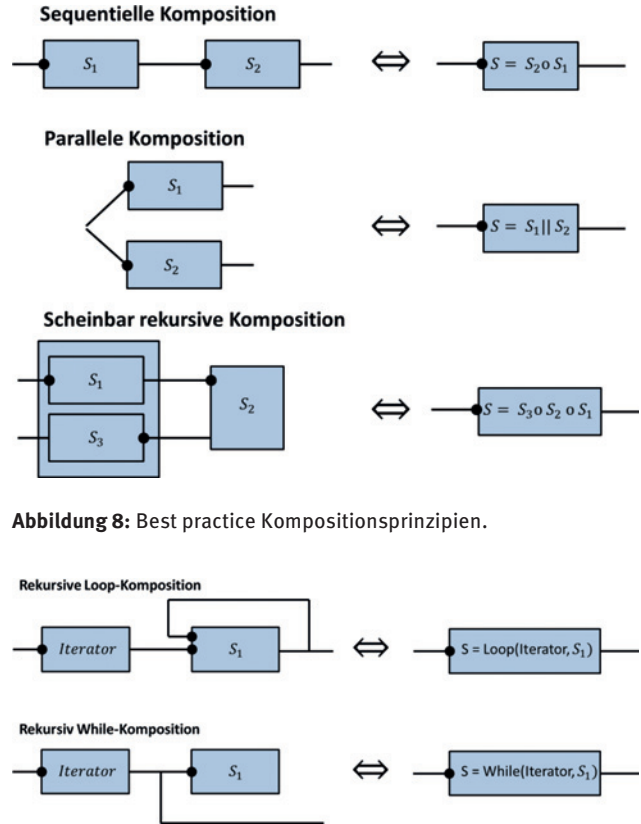 Sequentielle Komposition
S₁ S₂ ⇔ S = S₂ o S₁
Parallele Komposition
S₁
S₂
⇔ S = S₁|| S₂
Scheinbar rekursive Komposition
S₁
S₂
S₃
⇔ S = S₃ o S₂ o S₁
Abbildung 8: Best practice Kompositionsprinzipien.
Rekursive Loop-Komposition
Iterator S₁ ⇔ S = Loop(Iterator, S₁)
Rekursiv While-Komposition
Iterator S₁ ⇔ S = While(Iterator, S₁)